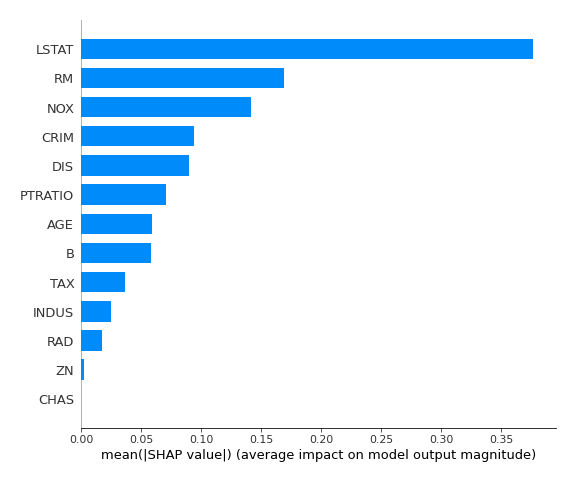 LSTAT
RM
NOX
CRIM
DIS
PTRATIO
AGE
B
TAX
INDUS
RAD
ZN
CHAS
0.00 0.05 0.10 0.15 0.20 0.25 0.30 0.35
mean(|SHAP value|) (average impact on model output magnitude)